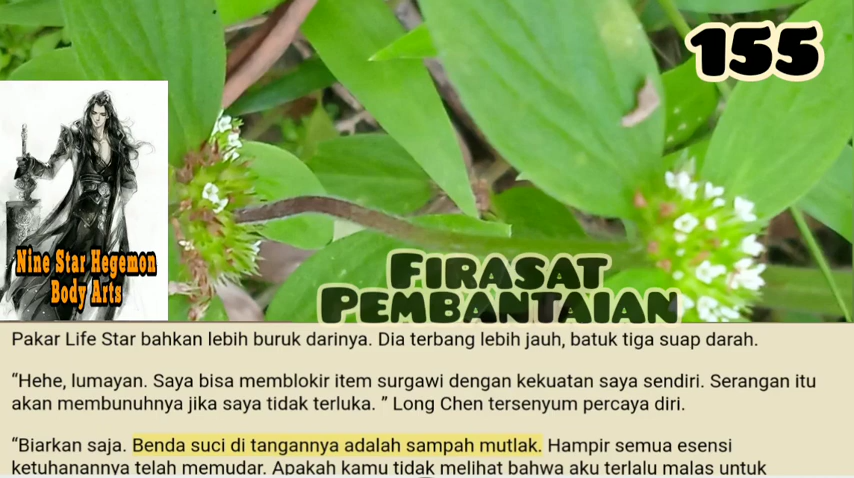 155
Nine Star Hegemon
Body Arts
FIRASAT
PEMBANTAIAN
Pakar Life Star bahkan lebih buruk darinya. Dia terbang lebih jauh, batuk tiga suap darah.
“Hehe, lumayan. Saya bisa memblokir item surgawi dengan kekuatan saya sendiri. Serangan itu
akan membunuhnya jika saya tidak terluka. ” Long Chen tersenyum percaya diri.
“Biarkan saja. Benda suci di tangannya adalah sampah mutlak. Hampir semua esensi
ketuhanannya telah memudar. Apakah kamu tidak melihat bahwa aku terlalu malas untuk